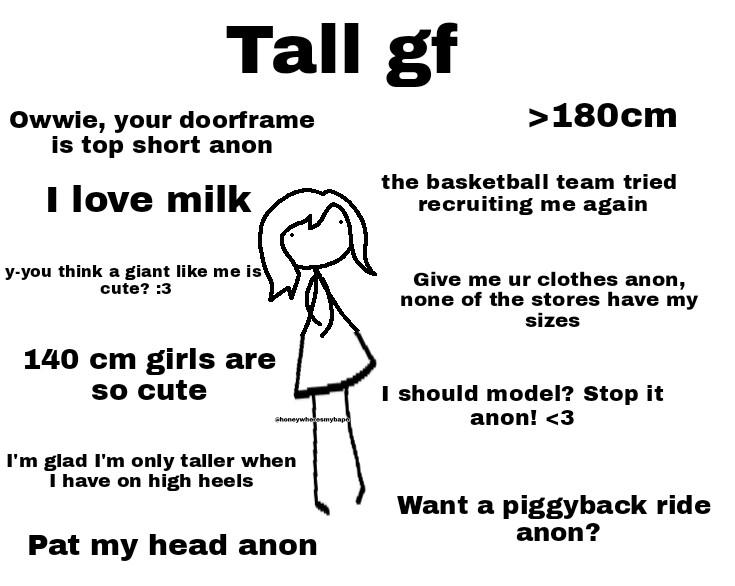 Tall gf
Owwie, your doorframe
is top short anon
>180cm
I love milk
the basketball team tried
recruiting me again
y-you think a giant like me is
cute? :3
Give me ur clothes anon,
none of the stores have my
sizes
140 cm girls are
so cute
I should model? Stop it
anon! <3
@honeywheresmybape
I'm glad I'm only taller when
I have on high heels
Want a piggyback ride
anon?
Pat my head anon